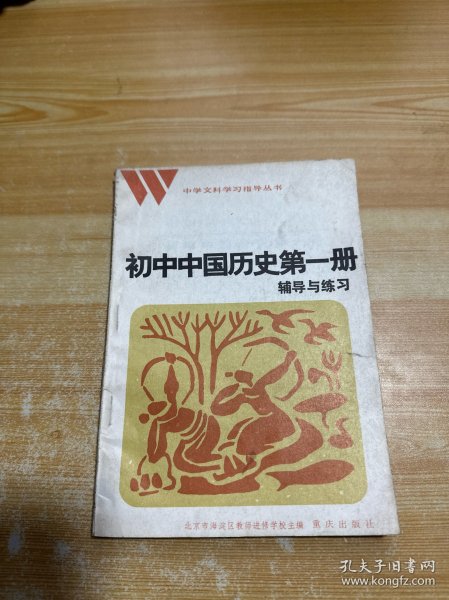 中学文科学习指导丛书
初中中国历史第一册
辅导与练习
北京市海淀区教师进修学校主编 重庆出版社
孔夫子旧书网
www.kongfz.com